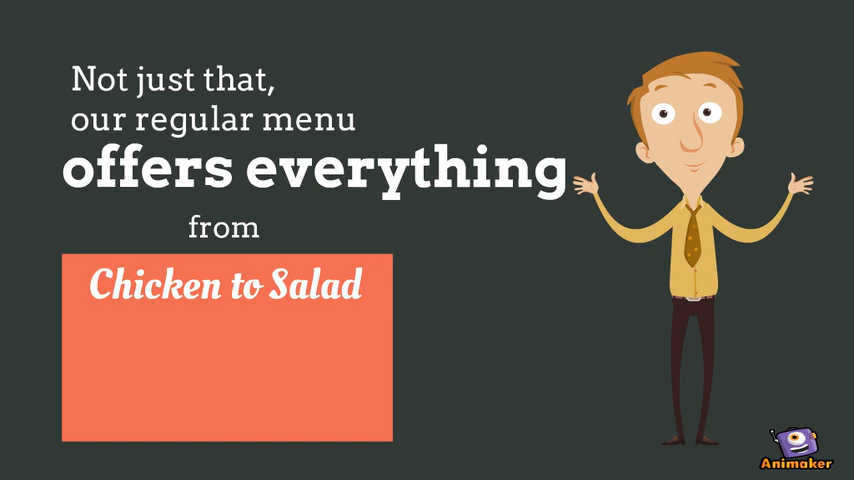 Not just that,
our regular menu
offers everything
from
Chicken to Salad
Animaker